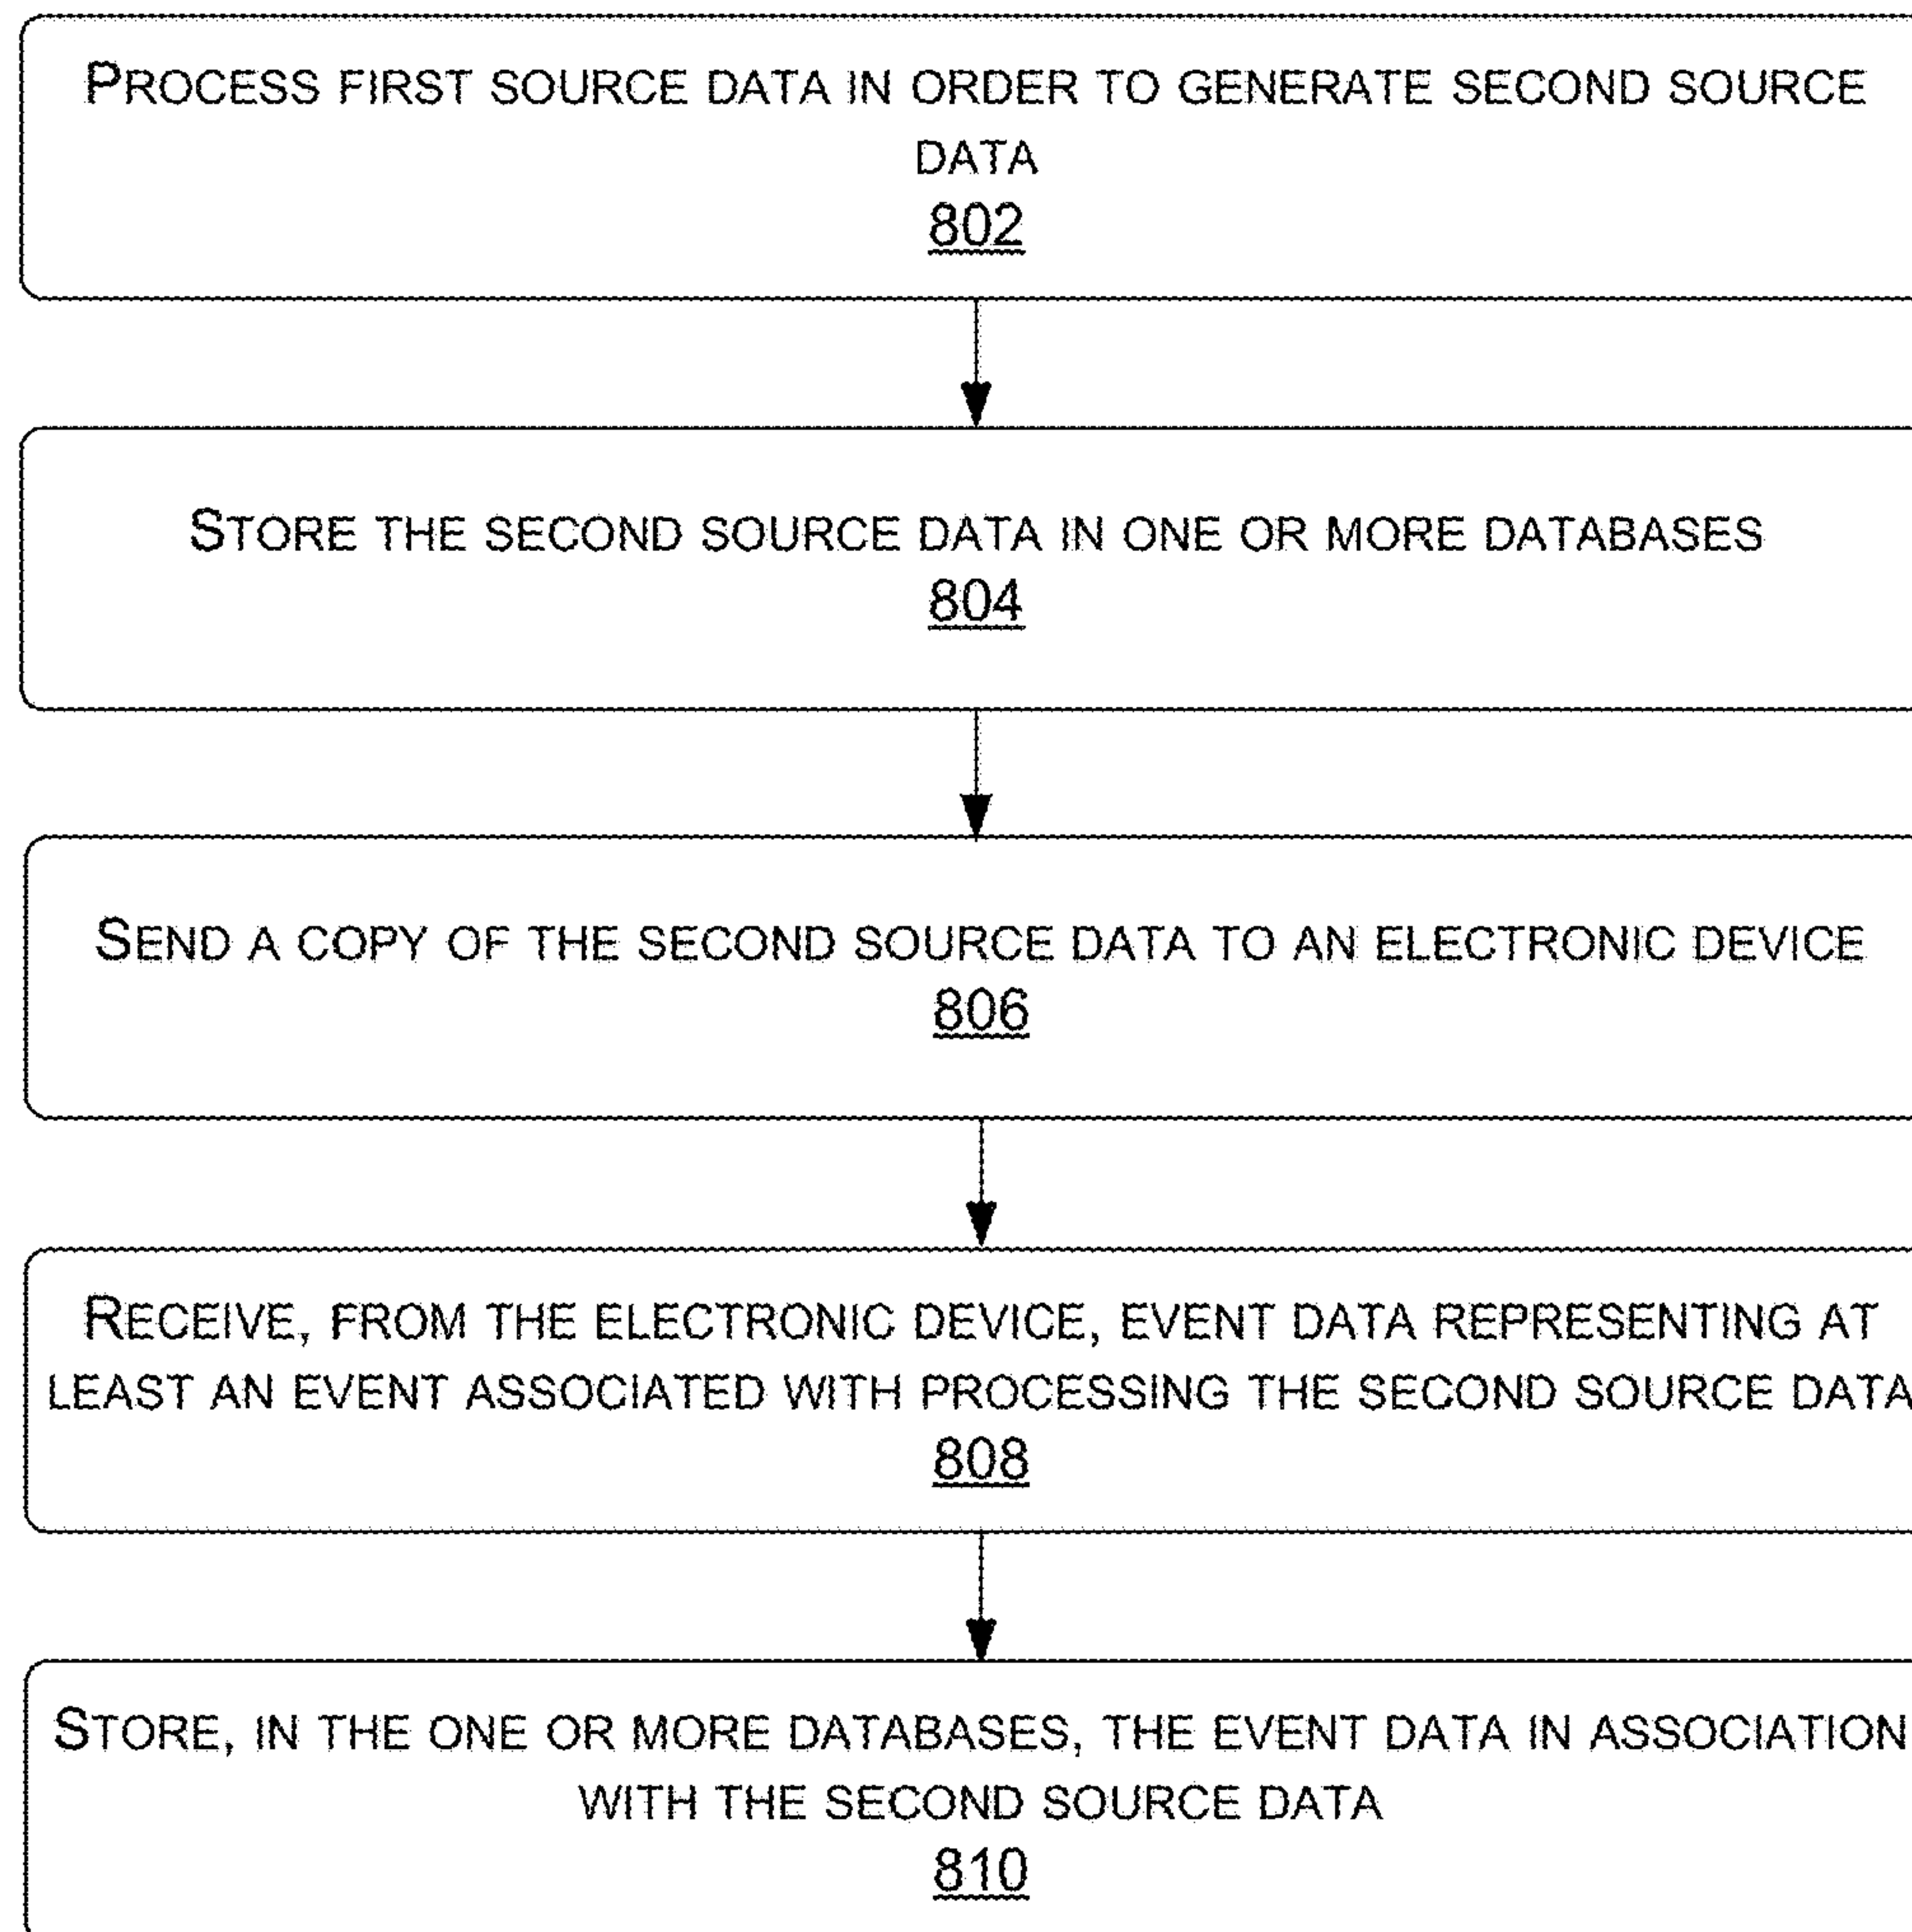 PROCESS FIRST SOURCE DATA IN ORDER TO GENERATE SECOND SOURCE
DATA
802
STORE THE SECOND SOURCE DATA IN ONE OR MORE DATABASES
804
SEND A COPY OF THE SECOND SOURCE DATA TO AN ELECTRONIC DEVICE
806
RECEIVE, FROM THE ELECTRONIC DEVICE, EVENT DATA REPRESENTING AT
LEAST AN EVENT ASSOCIATED WITH PROCESSING THE SECOND SOURCE DATA
808
STORE, IN THE ONE OR MORE DATABASES, THE EVENT DATA IN ASSOCIATION
WITH THE SECOND SOURCE DATA
810